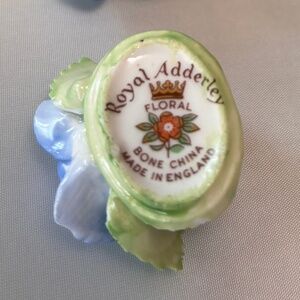 Royal Adderley
FLORAL
BONE CHINA
MADE IN ENGLAND